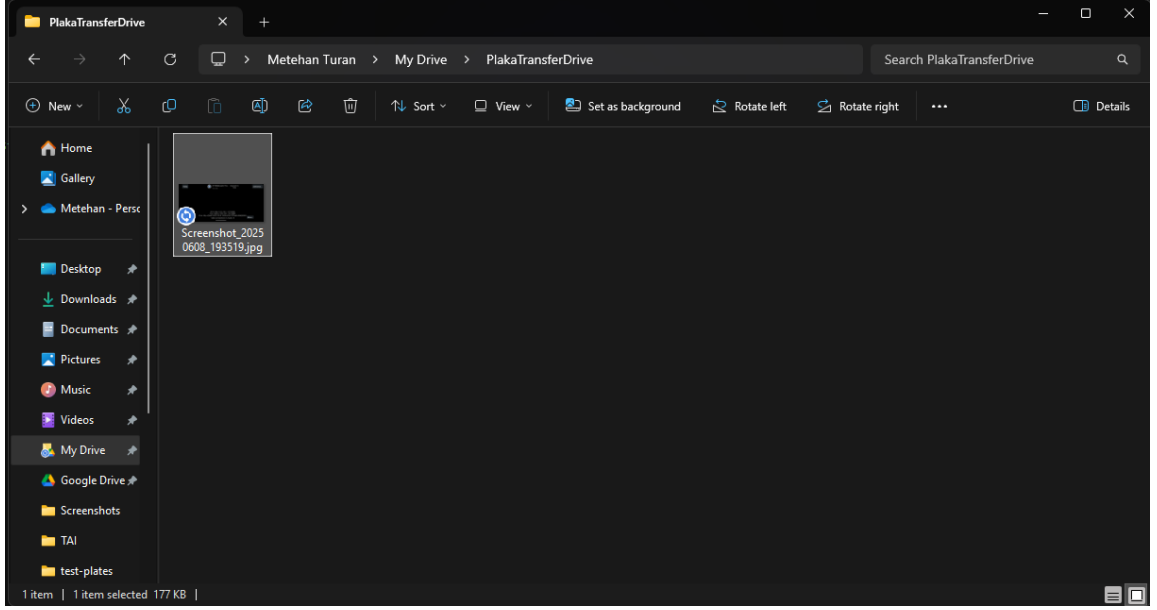 PlakaTransferDrive
Metehan Turan > My Drive > PlakaTransferDrive
Search PlakaTransferDrive
New
Sort
View
Set as background
Rotate left
Rotate right
Details
Home
Gallery
Metehan - Persc
Desktop
Downloads
Documents
Pictures
Music
Videos
My Drive
Google Drive
Screenshots
TAI
test-plates
Screenshot_2025
0608_193519.jpg
1 item | 1 item selected 177 KB |